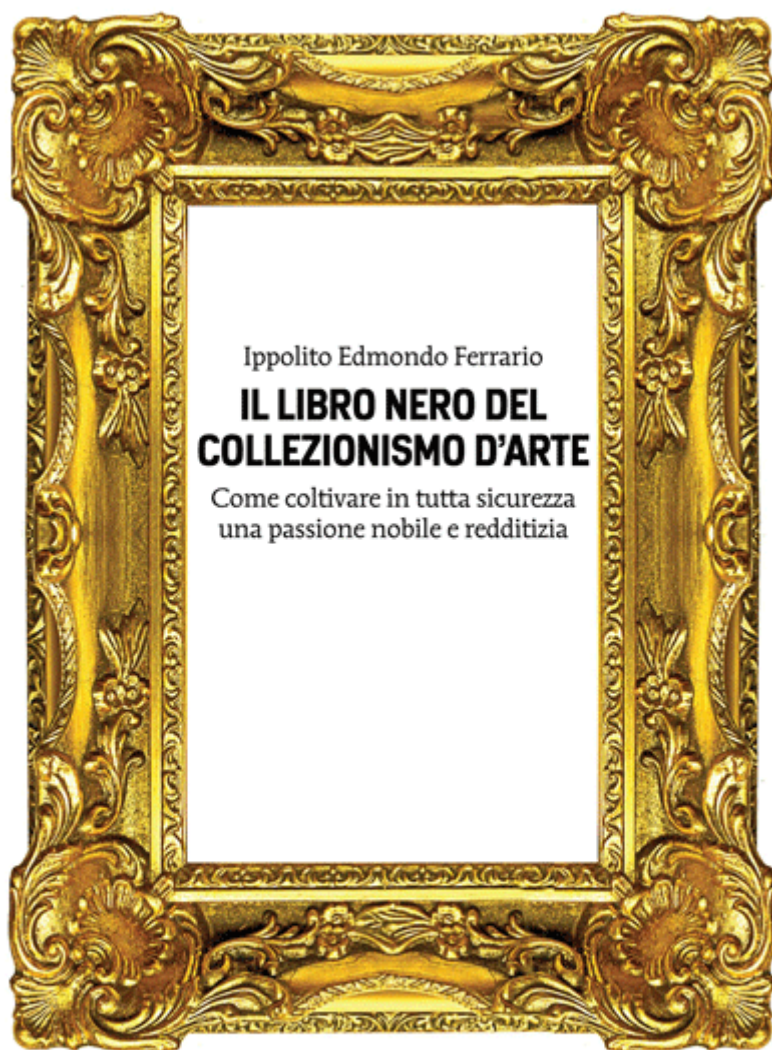 Ippolito Edmondo Ferrario
IL LIBRO NERO DEL
COLLEZIONISMO D'ARTE
Come coltivare in tutta sicurezza
una passione nobile e redditizia